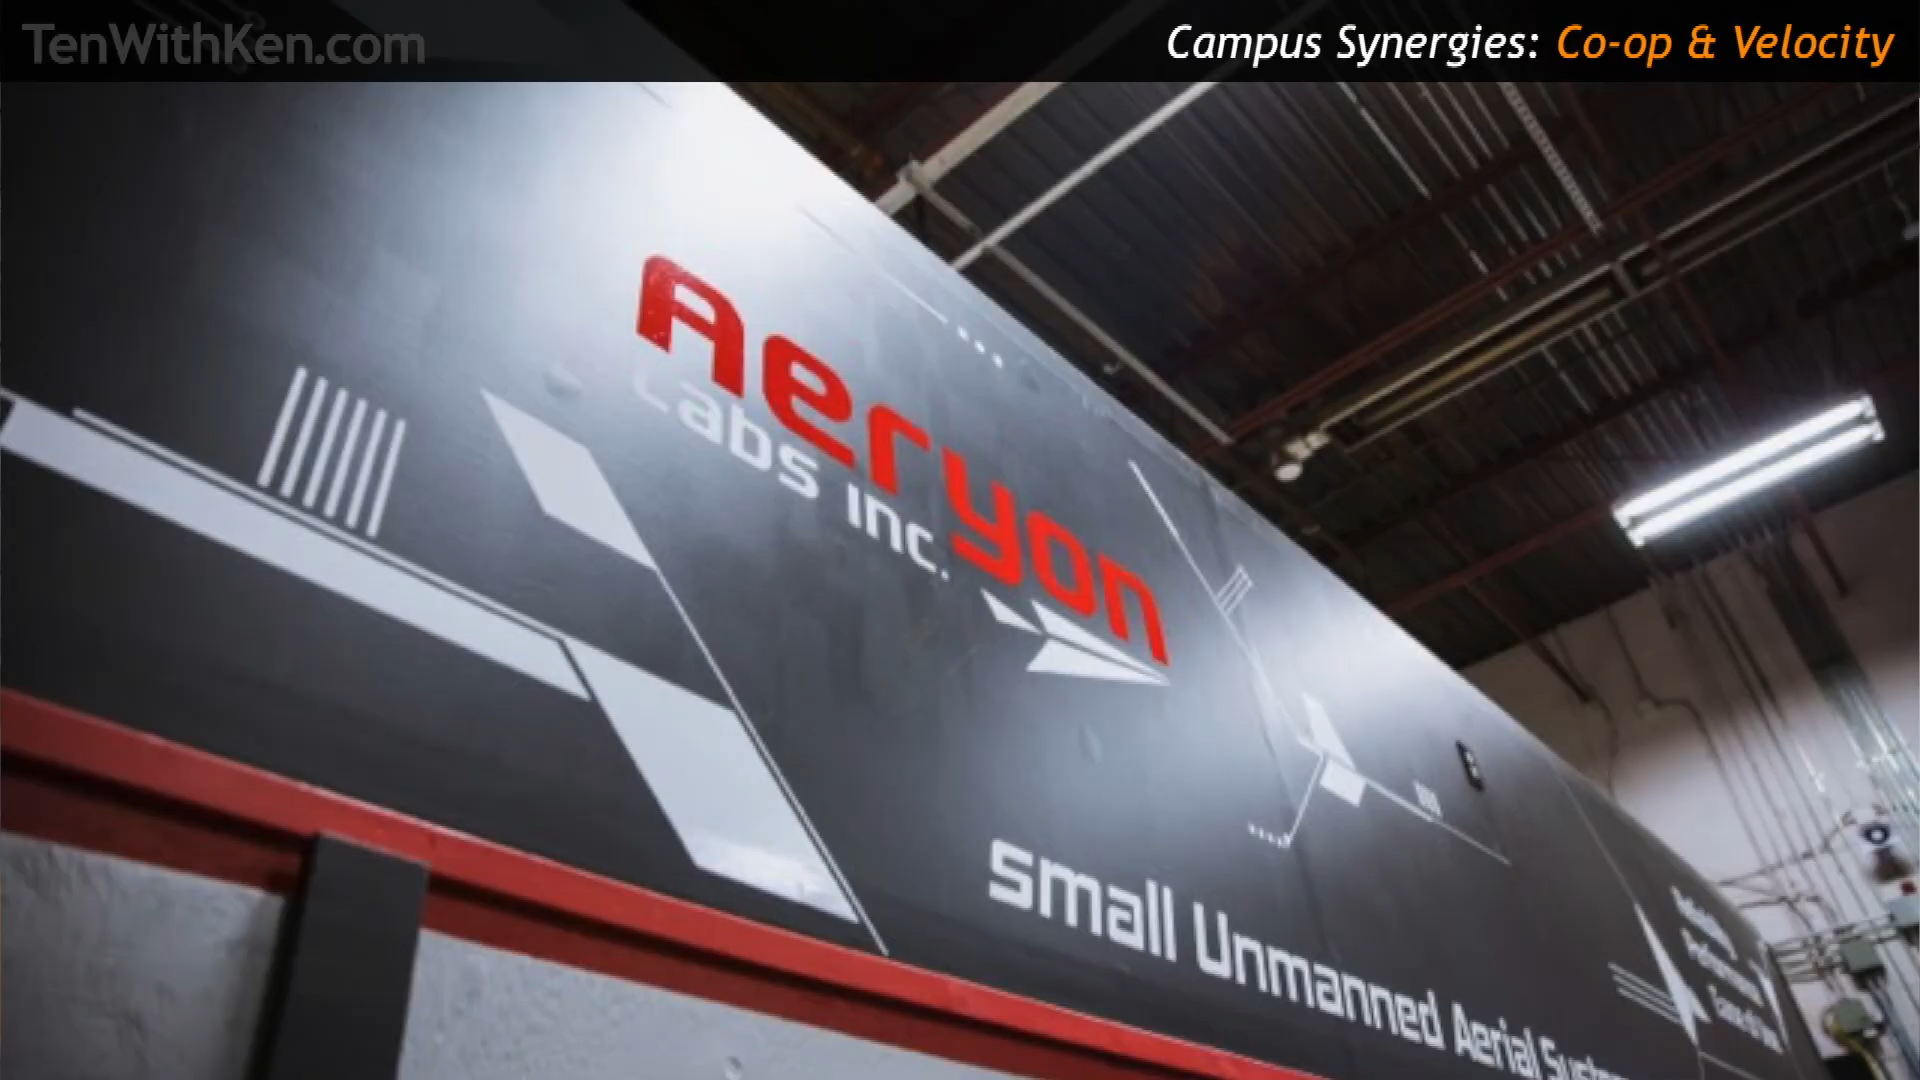 TenWithKen.com
Campus Synergies: Co-op & Velocity
Aeryon
Labs Inc.
small Unmanned Aerial